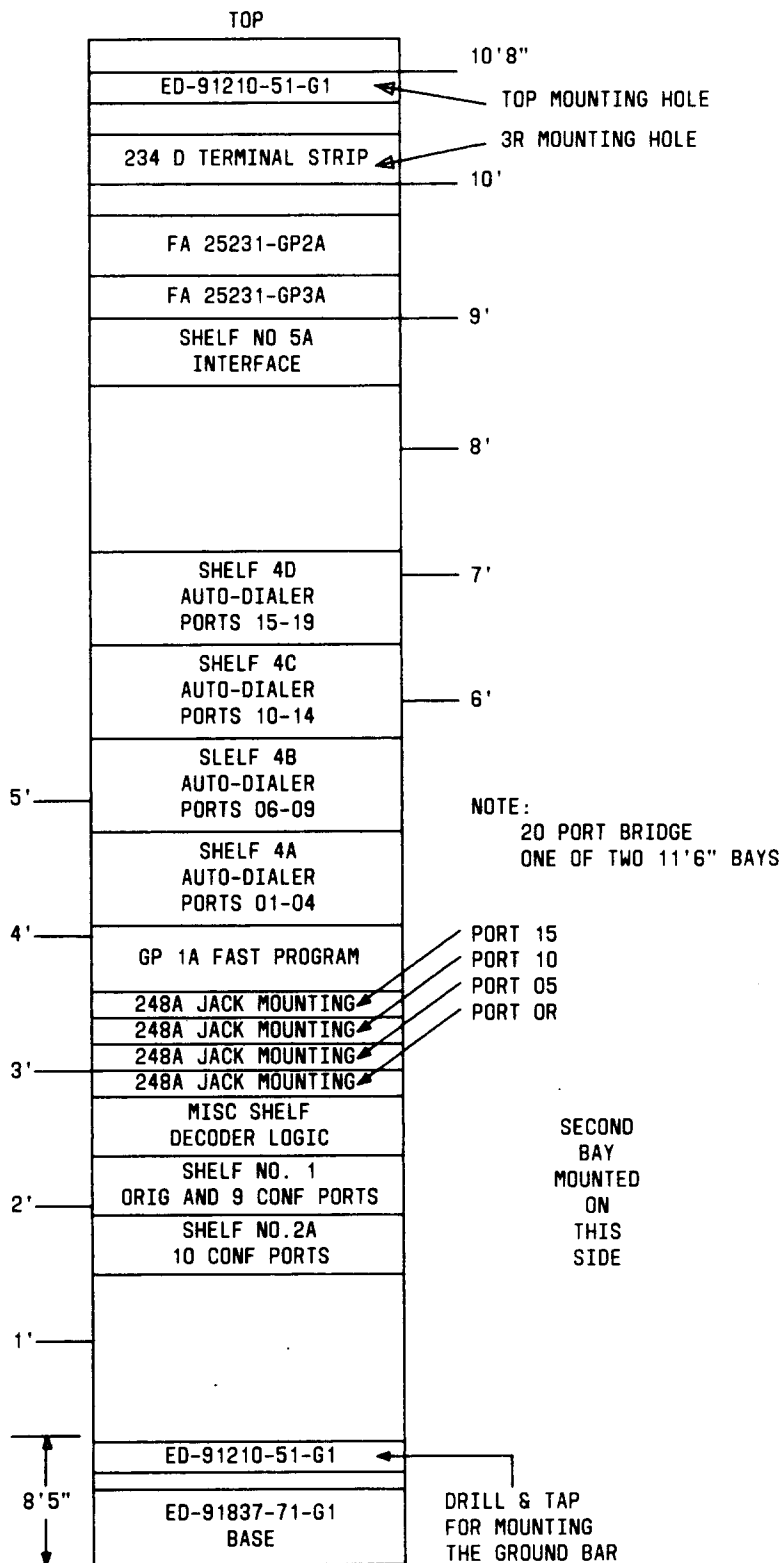 TOP
10'8"
ED-91210-51-G1
TOP MOUNTING HOLE
3R MOUNTING HOLE
234 D TERMINAL STRIP
10'
FA 25231-GP2A
FA 25231-GP3A
9'
SHELF NO 5A
INTERFACE
8'
SHELF 4D
AUTO-DIALER
PORTS 15-19
7'
SHELF 4C
AUTO-DIALER
PORTS 10-14
6'
SLELF 4B
AUTO-DIALER
PORTS 06-09
5'
NOTE:
20 PORT BRIDGE
ONE OF TWO 11'6" BAYS
SHELF 4A
AUTO-DIALER
PORTS 01-04
4'
GP 1A FAST PROGRAM
PORT 15
PORT 10
PORT 05
PORT OR
248A JACK MOUNTING
248A JACK MOUNTING
248A JACK MOUNTING
248A JACK MOUNTING
3'
MISC SHELF
DECODER LOGIC
SHELF NO. 1
ORIG AND 9 CONF PORTS
2'
SHELF NO.2A
10 CONF PORTS
SECOND
BAY
MOUNTED
ON
THIS
SIDE
1'
ED-91210-51-G1
8'5"
ED-91837-71-G1
BASE
DRILL & TAP
FOR MOUNTING
THE GROUND BAR